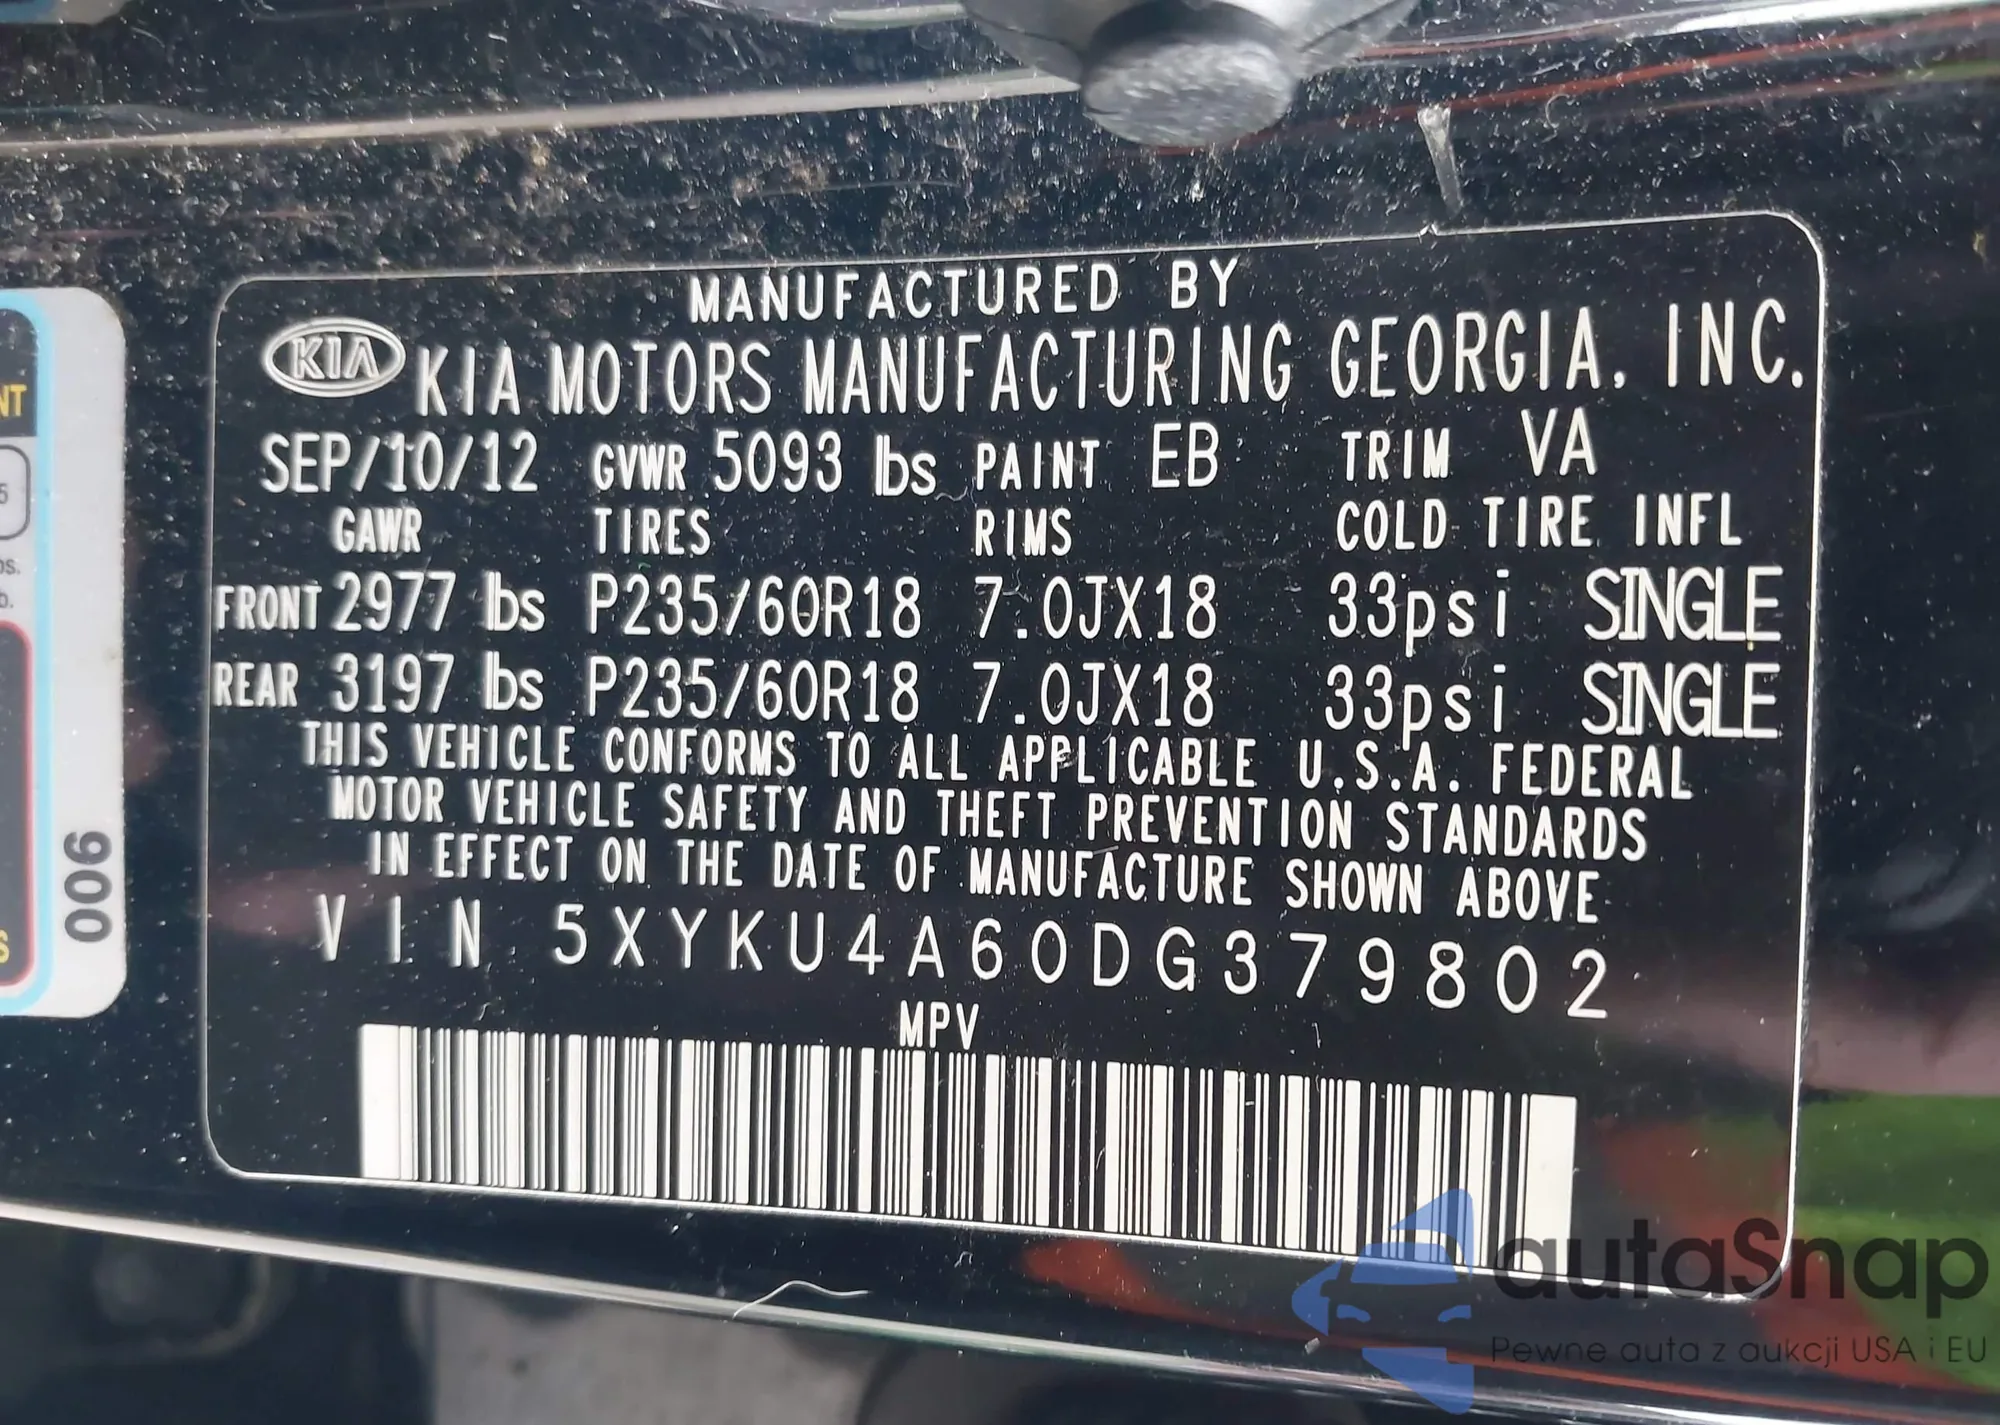 MANUFACTURED BY
KIA KIA MOTORS MANUFACTURING GEORGIA, INC.
SEP/10/12 GVWR 5093 lbs PAINT EB TRIM VA
GAWR TIRES RIMS COLD TIRE INFL
FRONT 2977 lbs P235/60R18 7.0JX18 33psi SINGLE
REAR 3197 lbs P235/60R18 7.0JX18 33psi SINGLE
THIS VEHICLE CONFORMS TO ALL APPLICABLE U.S.A. FEDERAL
MOTOR VEHICLE SAFETY AND THEFT PREVENTION STANDARDS
IN EFFECT ON THE DATE OF MANUFACTURE SHOWN ABOVE
VIN 5XYKU4A60DG379802
MPV
NT
5
bs.
b.
S
006
autaSnap
Pewne auta z aukcji USA i EU